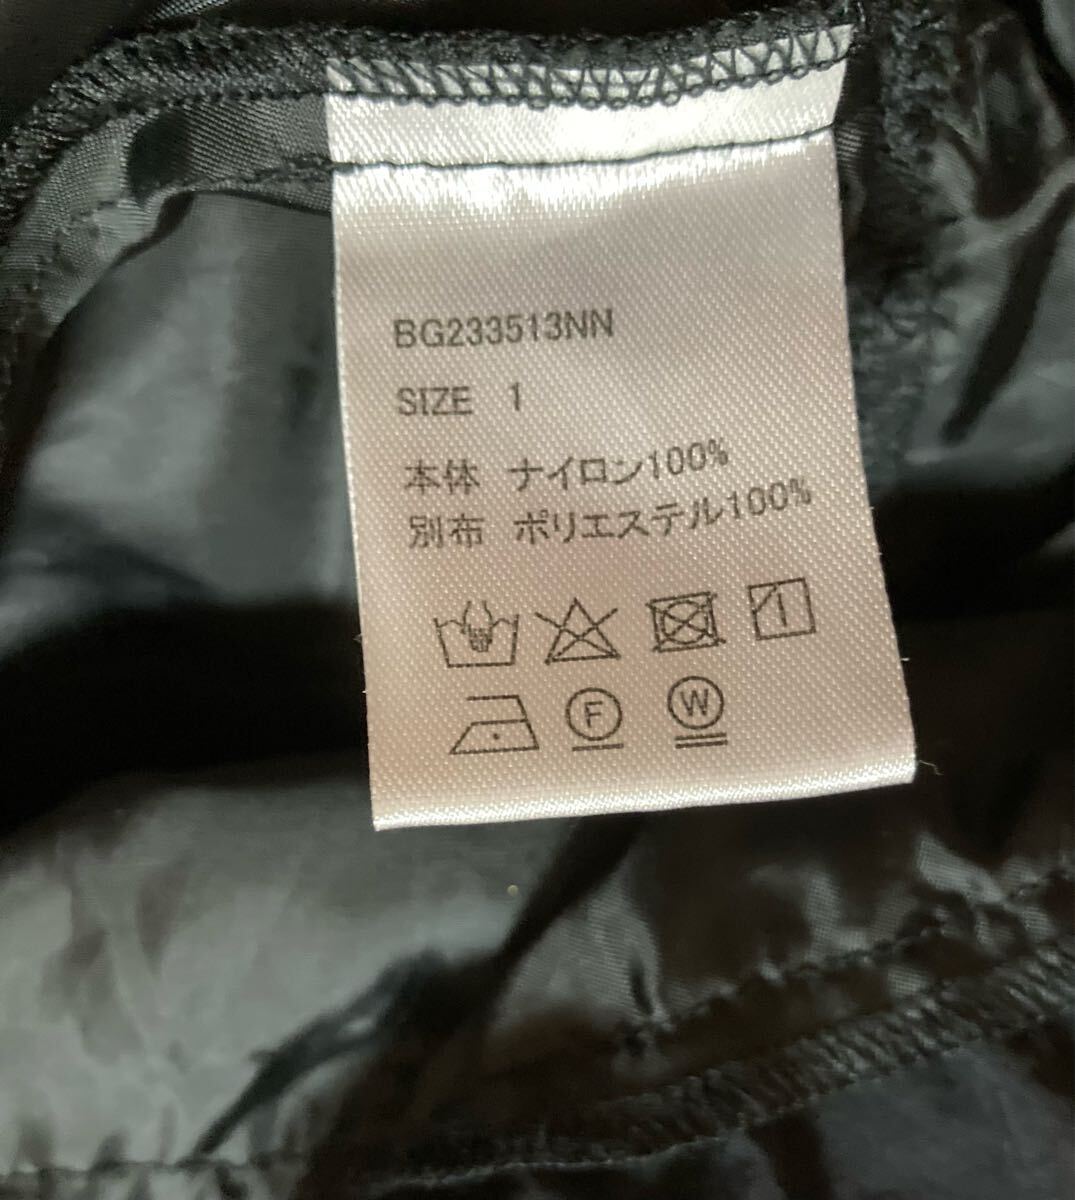 BG233513NN
SIZE 1
本体 ナイロン100%
別布 ポリエステル100%
F W